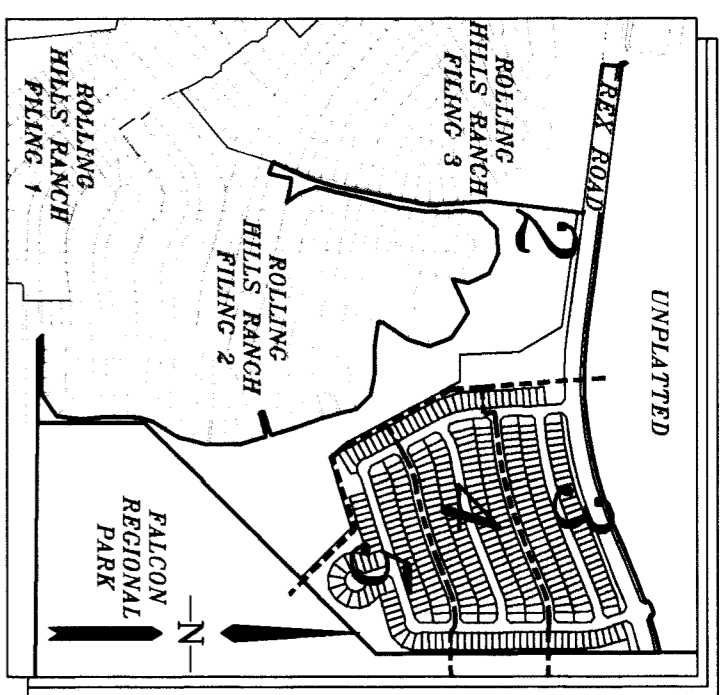 UNPLATTED
REX ROAD
ROLLING
HILLS RANCH
FILING 3
2
3
4
5
ROLLING
HILLS RANCH
FILING 2
ROLLING
HILLS RANCH
FILING 1
FALCON
REGIONAL
PARK
N